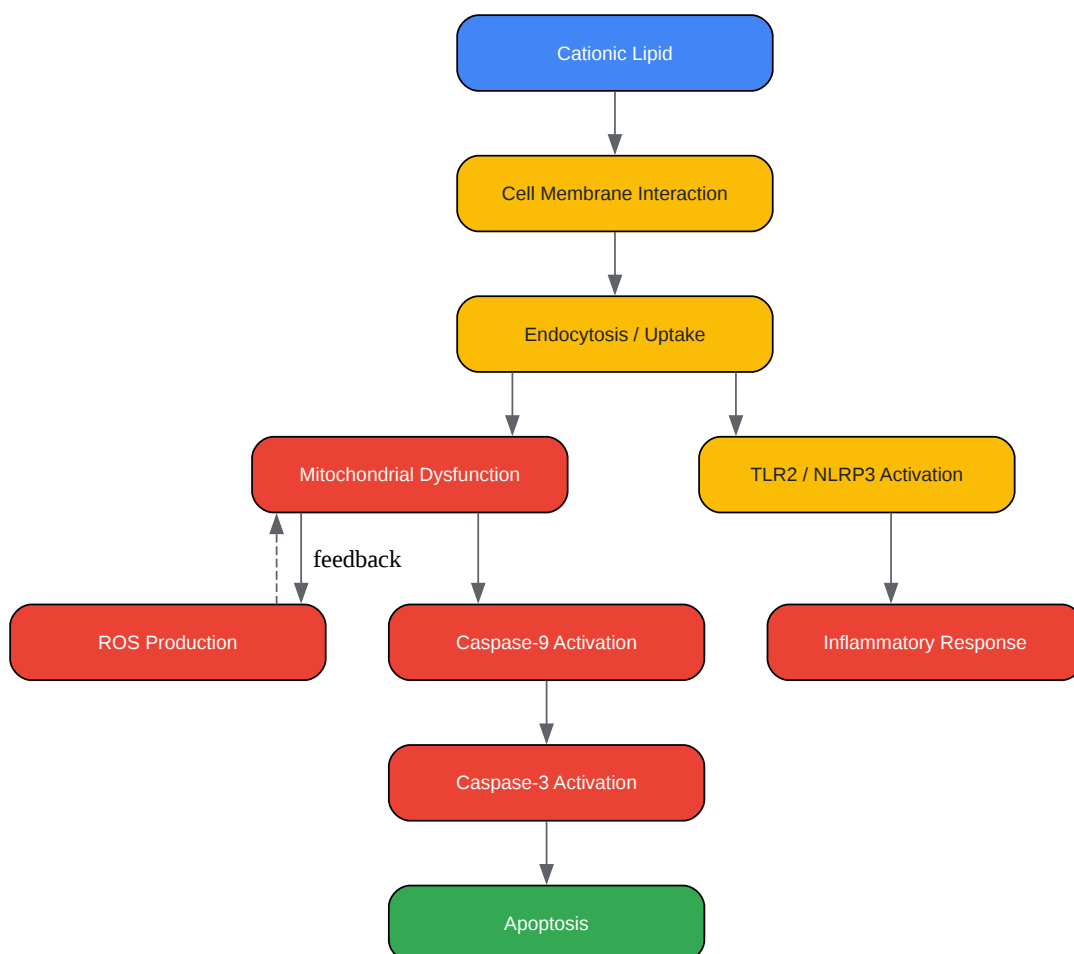 Cationic Lipid
Cell Membrane Interaction
Endocytosis / Uptake
Mitochondrial Dysfunction
TLR2 / NLRP3 Activation
feedback
ROS Production
Caspase-9 Activation
Inflammatory Response
Caspase-3 Activation
Apoptosis